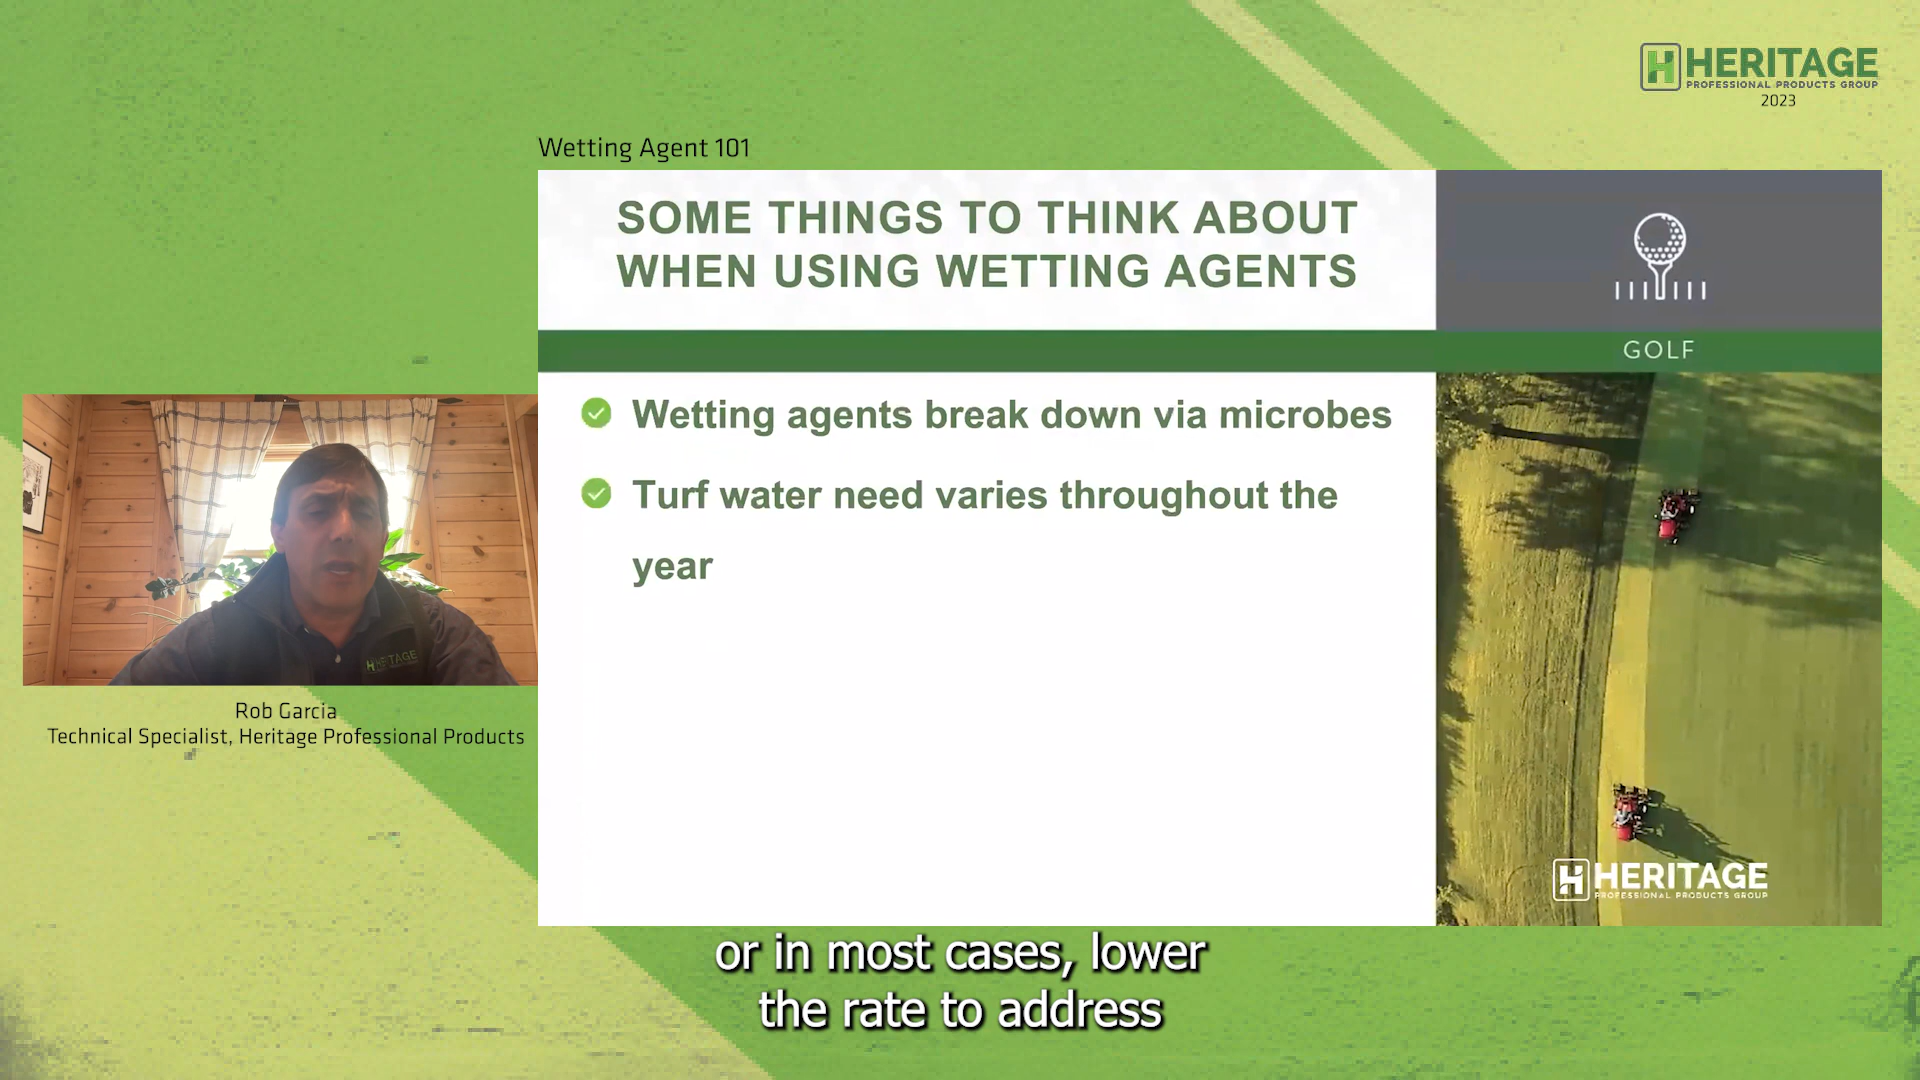 HERITAGE
PROFESSIONAL PRODUCTS GROUP
2023
Wetting Agent 101
SOME THINGS TO THINK ABOUT
WHEN USING WETTING AGENTS
GOLF
Wetting agents break down via microbes
Turf water need varies throughout the
year
HERITAGE
Rob Garcia
Technical Specialist, Heritage Professional Products
HERITAGE
PROFESSIONAL PRODUCTS GROUP
or in most cases, lower
the rate to address